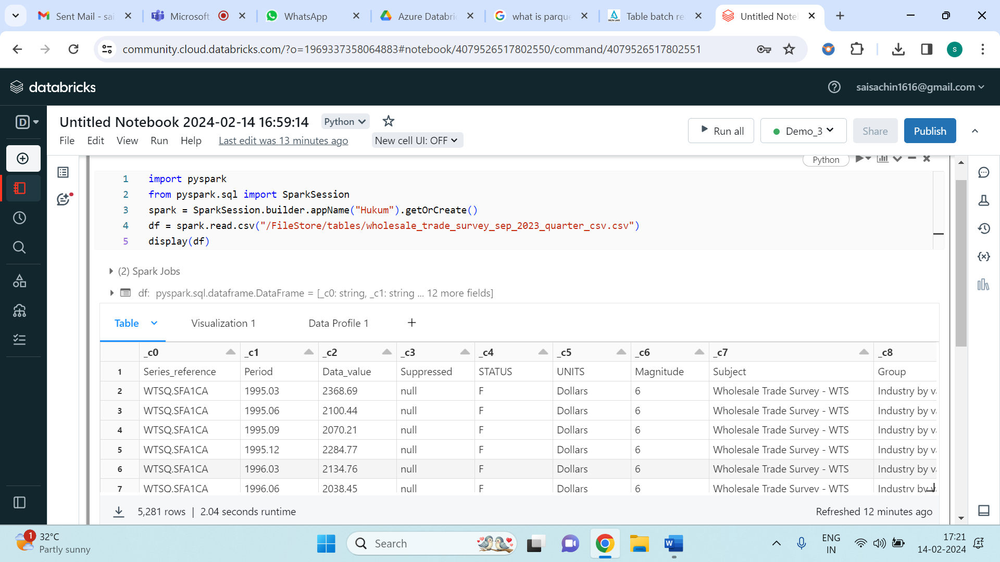 Sent Mail - sai
Microsoft
WhatsApp
Azure Databri
what is parque
Table batch re
Untitled Note
community.cloud.databricks.com/?o=1969337358064883#notebook/4079526517802550/command/4079526517802551
S
databricks
saisachin1616@gmail.com
D
Untitled Notebook 2024-02-14 16:59:14
Python
File Edit View Run Help Last edit was 13 minutes ago New cell UI: OFF
Run all
Demo_3
Share
Publish
Python
1 import pyspark
2 from pyspark.sql import SparkSession
3 spark = SparkSession.builder.appName("Hukum").getOrCreate()
4 df = spark.read.csv("/FileStore/tables/wholesale_trade_survey_sep_2023_quarter_csv.csv")
5 display(df)
(2) Spark Jobs
df: pyspark.sql.dataframe.DataFrame = [_c0: string, _c1: string ... 12 more fields]
Table Visualization 1 Data Profile 1 +
_c0 _c1 _c2 _c3 _c4 _c5 _c6 _c7 _c8
1 Series_reference Period Data_value Suppressed STATUS UNITS Magnitude Subject Group
2 WTSQ.SFA1CA 1995.03 2368.69 null F Dollars 6 Wholesale Trade Survey - WTS Industry by va
3 WTSQ.SFA1CA 1995.06 2100.44 null F Dollars 6 Wholesale Trade Survey - WTS Industry by va
4 WTSQ.SFA1CA 1995.09 2070.21 null F Dollars 6 Wholesale Trade Survey - WTS Industry by va
5 WTSQ.SFA1CA 1995.12 2284.77 null F Dollars 6 Wholesale Trade Survey - WTS Industry by va
6 WTSQ.SFA1CA 1996.03 2134.76 null F Dollars 6 Wholesale Trade Survey - WTS Industry by va
7 WTSQ.SFA1CA 1996.06 2038.45 null F Dollars 6 Wholesale Trade Survey - WTS Industry by va
5,281 rows | 2.04 seconds runtime
Refreshed 12 minutes ago
1
32°C
Partly sunny
Search
ENG
IN
17:21
14-02-2024